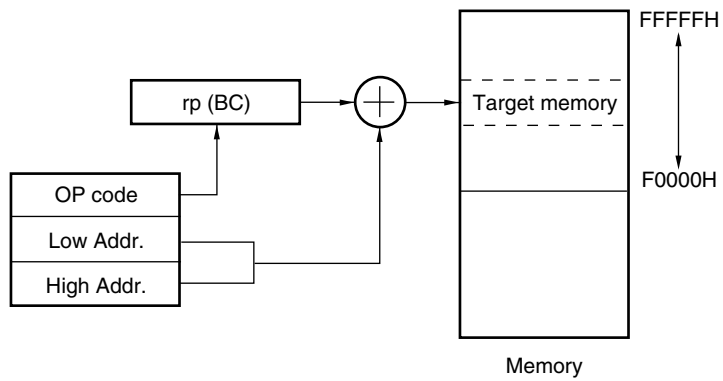 FFFFFH
rp (BC)
Target memory
F0000H
OP code
Low Addr.
High Addr.
Memory